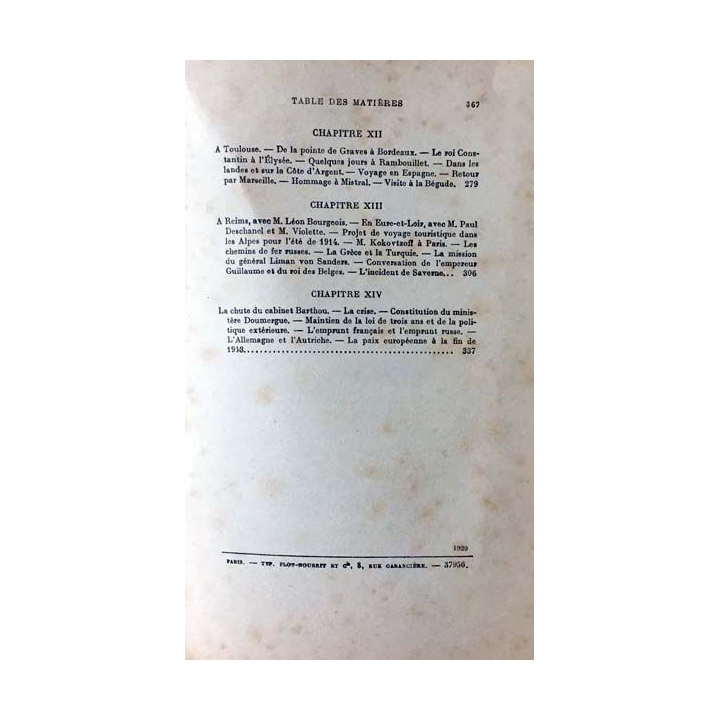 TABLE DES MATIÈRES 367
CHAPITRE XII
A Toulouse. — De la pointe de Graves à Bordeaux. — Le roi Cons-
tantin à l'Élysée. — Quelques jours à Rambouillet. — Dans les
landes et sur la Côte d'Argent. — Voyage en Espagne. — Retour
par Marseille. — Hommage à Mistral. — Visite à la Bégude. 279
CHAPITRE XIII
A Reims, avec M. Léon Bourgeois. — En Eure-et-Loir, avec M. Paul
Deschanel et M. Violette. — Projet de voyage touristique dans
les Alpes pour l'été de 1914. — M. Kokovtzoff à Paris. — Les
chemins de fer russes. — La Grèce et la Turquie. — La mission
du général Liman von Sanders. — Conversation de l'empereur
Guillaume et du roi des Belges. — L'incident de Saverne... 306
CHAPITRE XIV
La chute du cabinet Barthou. — La crise. — Constitution du minis-
tère Doumergue. — Maintien de la loi de trois ans et de la poli-
tique extérieure. — L'emprunt français et l'emprunt russe. —
L'Allemagne et l'Autriche. — La paix européenne à la fin de
1913................................................ 337
1929
PARIS. — TYP. PLON-NOURRIT ET Cie, 8, RUE GARANCIÈRE. — 37956.